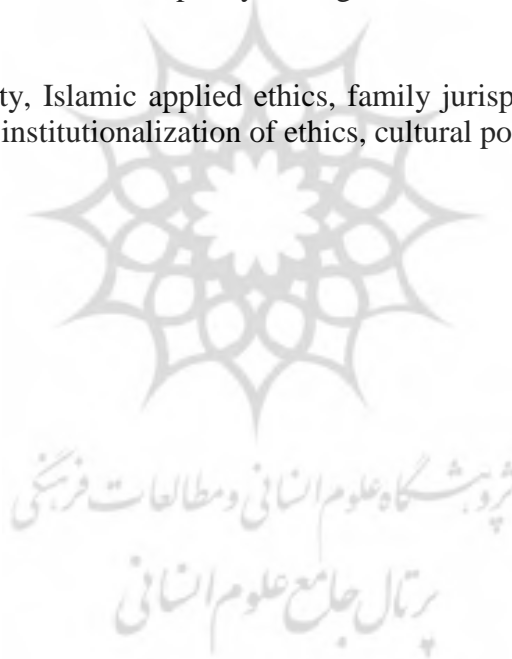 ty, Islamic applied ethics, family jurisp
institutionalization of ethics, cultural po
پژوهشگاه علوم انسانی و مطالعات فرهنگی
پرتال جامع علوم انسانی